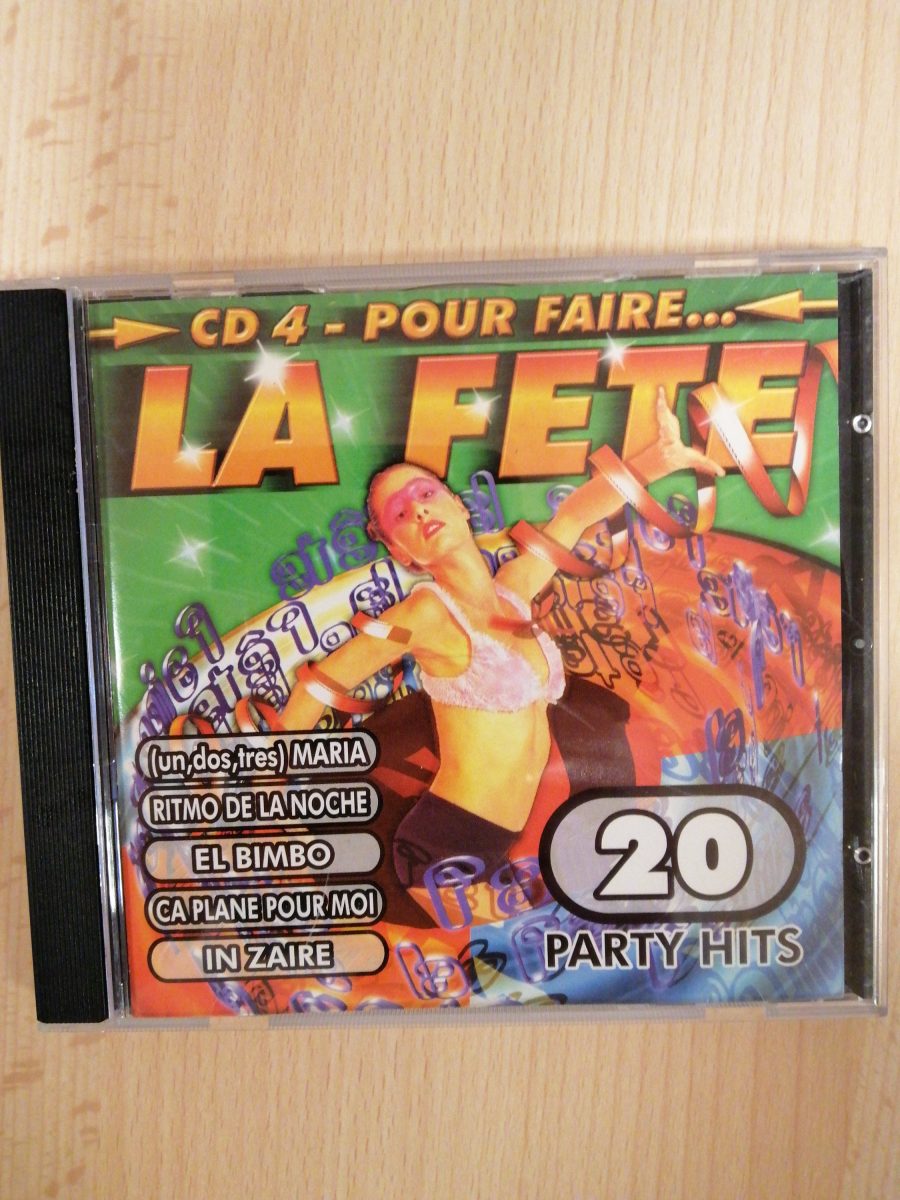 CD 4 - POUR FAIRE...
LA FETE
(un,dos,tres) MARIA
RITMO DE LA NOCHE
EL BIMBO
CA PLANE POUR MOI
IN ZAIRE
20
PARTY HITS